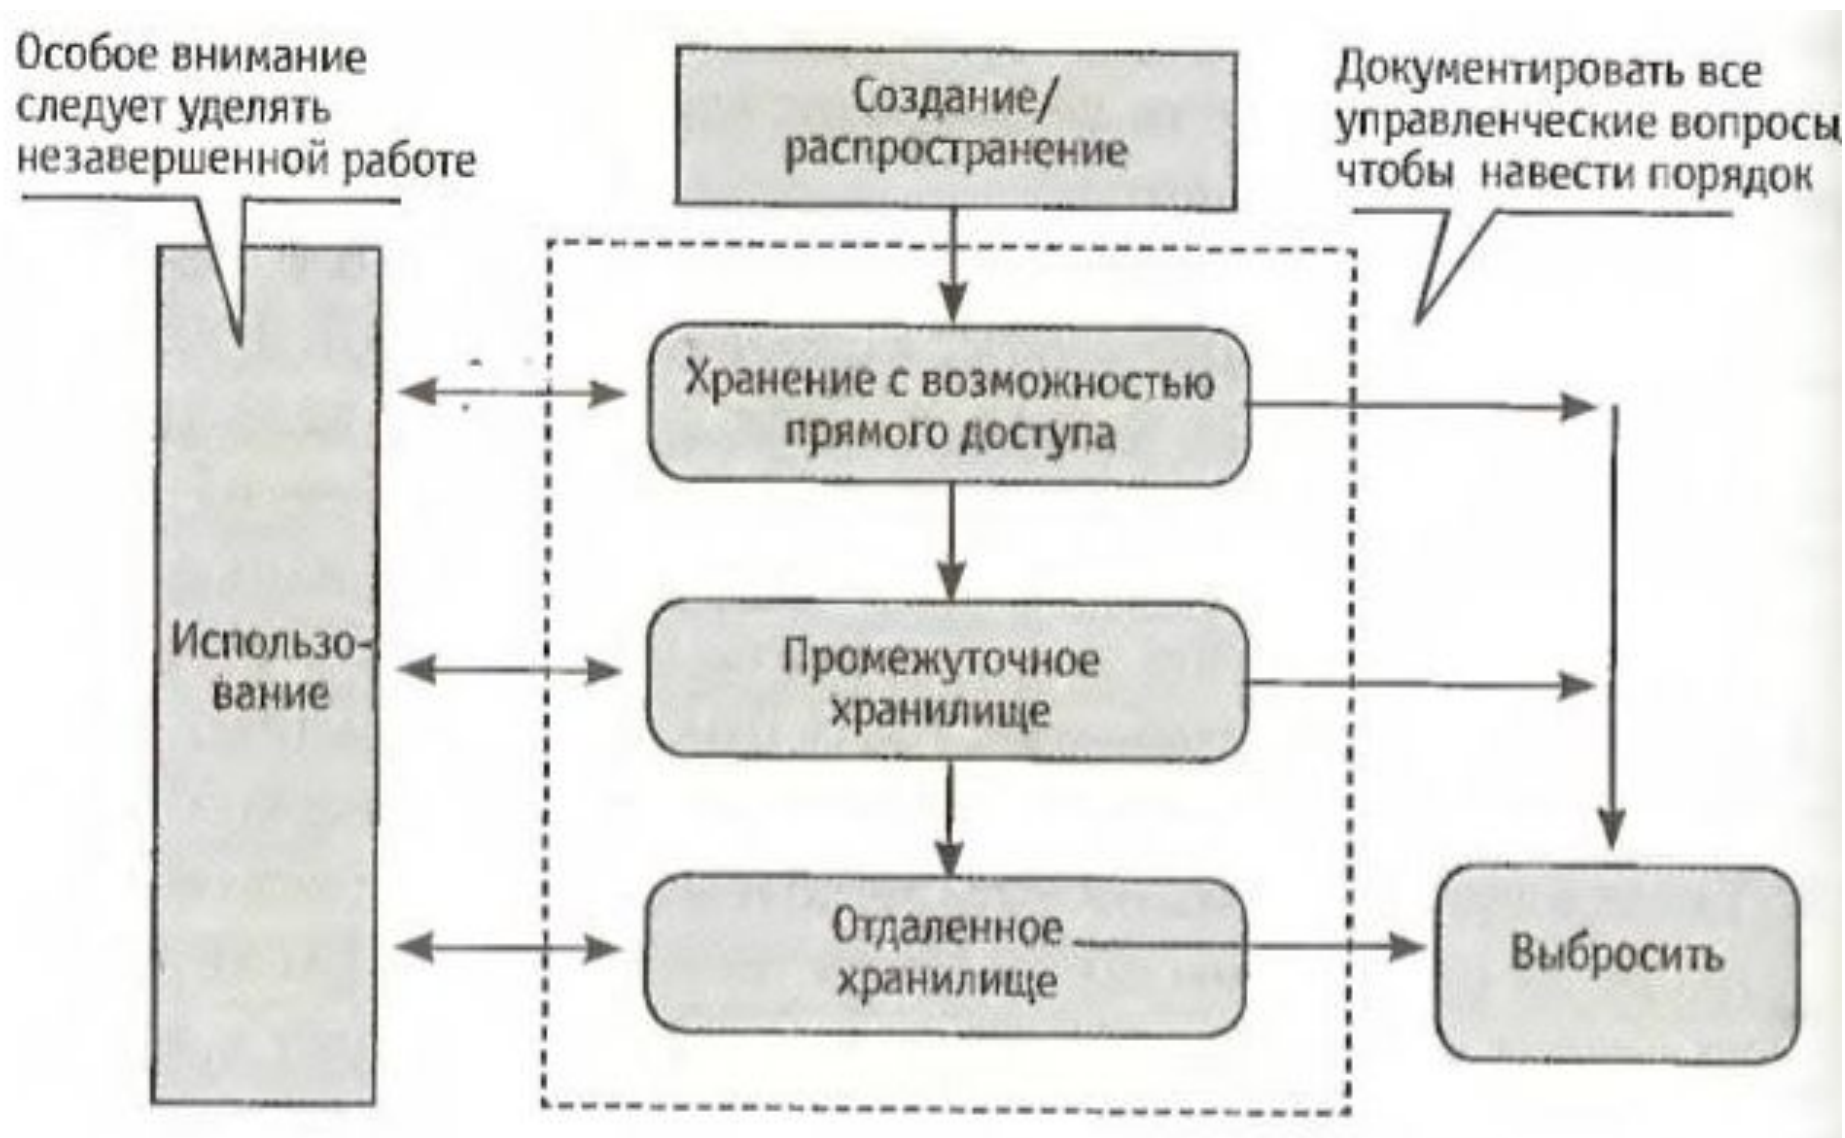 Особое внимание
следует уделять
незавершенной работе
Создание/
распространение
Документировать все
управленческие вопросы,
чтобы навести порядок
Хранение с возможностью
прямого доступа
Использо-
вание
Промежуточное
хранилище
Отдаленное
хранилище
Выбросить